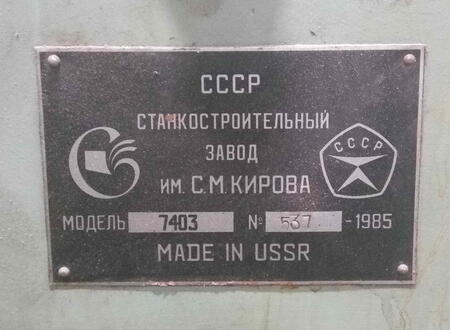 СССР
СТАНКОСТРОИТЕЛЬНЫЙ
ЗАВОД
ИМ. С.М.КИРОВА
СССР
МОДЕЛЬ 7403 № 537 -1985
MADE IN USSR